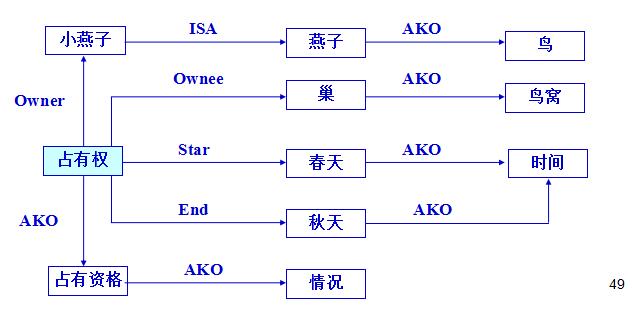 小燕子 ISA 燕子 AKO 鸟
Owner Ownee 巢 AKO 鸟窝
占有权 Star 春天 AKO 时间
AKO End 秋天 AKO
占有资格 AKO 情况
49